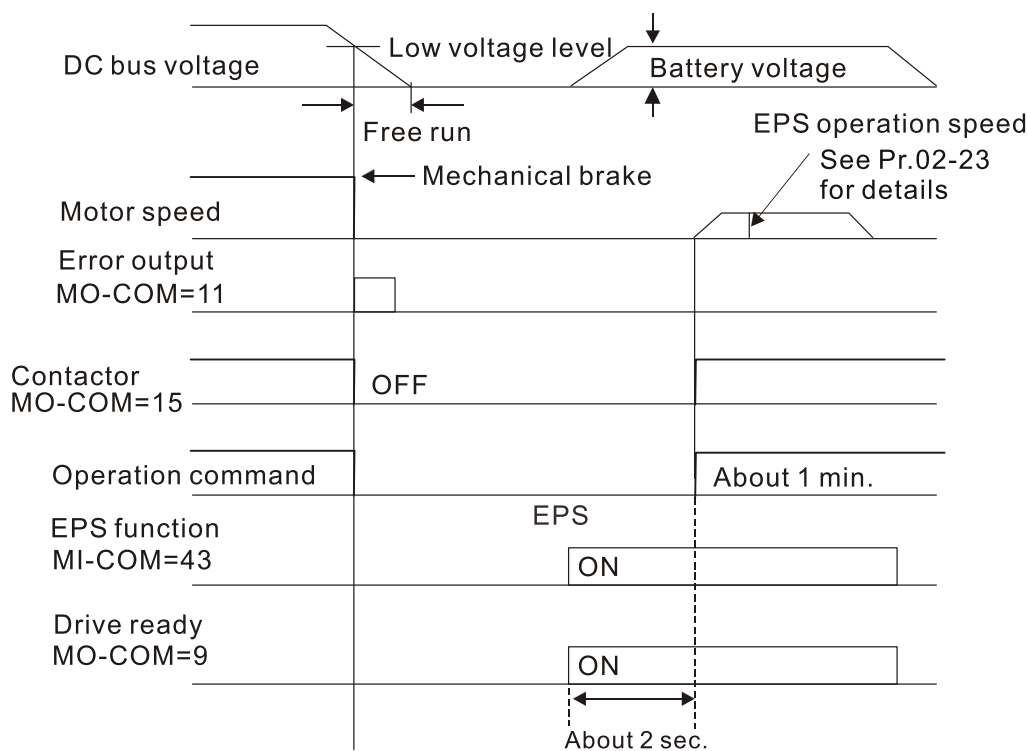 Low voltage level
DC bus voltage
Battery voltage
Free run
EPS operation speed
See Pr.02-23
for details
Mechanical brake
Motor speed
Error output
MO-COM=11
Contactor
MO-COM=15
OFF
Operation command
About 1 min.
EPS
EPS function
MI-COM=43
ON
Drive ready
MO-COM=9
ON
About 2 sec.